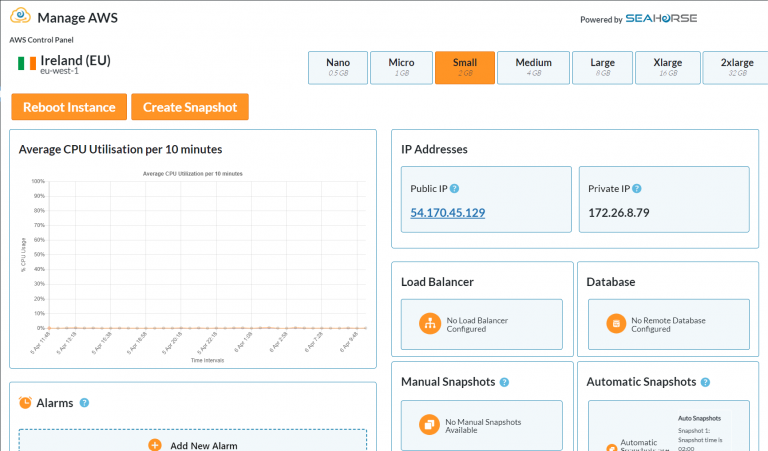 Manage AWS
Powered by SEAHORSE
AWS Control Panel
Ireland (EU)
eu-west-1
Nano
0.5 GB
Micro
1 GB
Small
2 GB
Medium
4 GB
Large
8 GB
Xlarge
16 GB
2xlarge
32 GB
Reboot Instance
Create Snapshot
Average CPU Utilisation per 10 minutes
Average CPU Utilization per 10 minutes
% CPU Usage
100%
90%
80%
70%
60%
50%
40%
30%
20%
10%
0%
5 Apr 11:48
5 Apr 13:18
5 Apr 15:38
5 Apr 18:58
5 Apr 20:18
5 Apr 22:18
6 Apr 1:08
6 Apr 2:58
6 Apr 7:28
6 Apr 9:48
Time Intervals
IP Addresses
Public IP ?
54.170.45.129
Private IP ?
172.26.8.79
Load Balancer
No Load Balancer
Configured
Database
No Remote Database
Configured
Alarms ?
Add New Alarm
Manual Snapshots ?
No Manual Snapshots
Available
Automatic Snapshots ?
Automatic
Auto Snapshots
Snapshot 1:
Snapshot time is